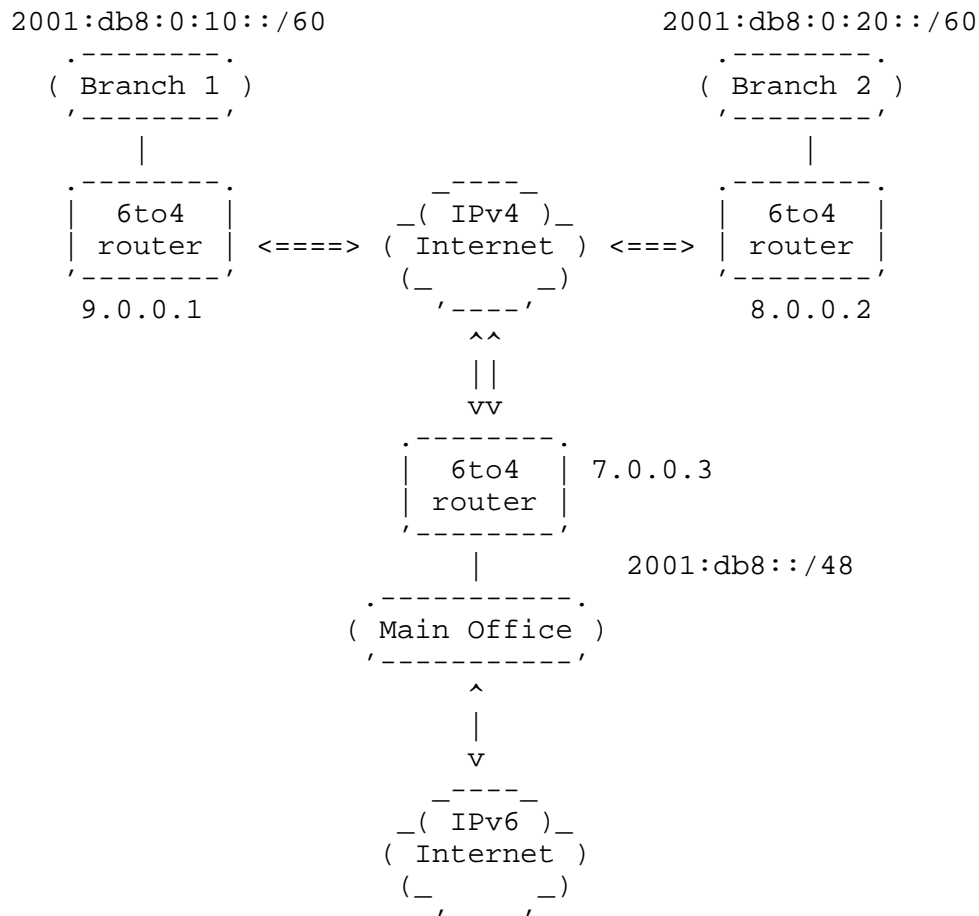 2001:db8:0:10::/60 2001:db8:0:20::/60
( Branch 1 ) ( Branch 2 )
6to4 _( IPv4 )_ 6to4
router <====> ( Internet ) <===> router
9.0.0.1 8.0.0.2
^^
||
vv
6to4 7.0.0.3
router
2001:db8::/48
( Main Office )
^
|
v
_( IPv6 )_
( Internet )